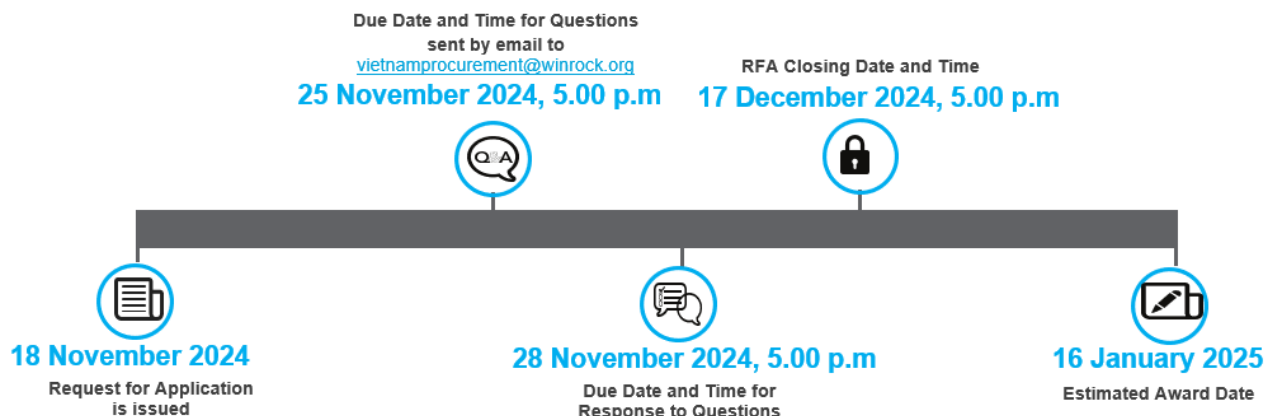 Due Date and Time for Questions
sent by email to
vietnamprocurement@winrock.org
25 November 2024, 5.00 p.m
RFA Closing Date and Time
17 December 2024, 5.00 p.m
Q&A
18 November 2024
Request for Application
is issued
28 November 2024, 5.00 p.m
Due Date and Time for
Response to Questions
16 January 2025
Estimated Award Date